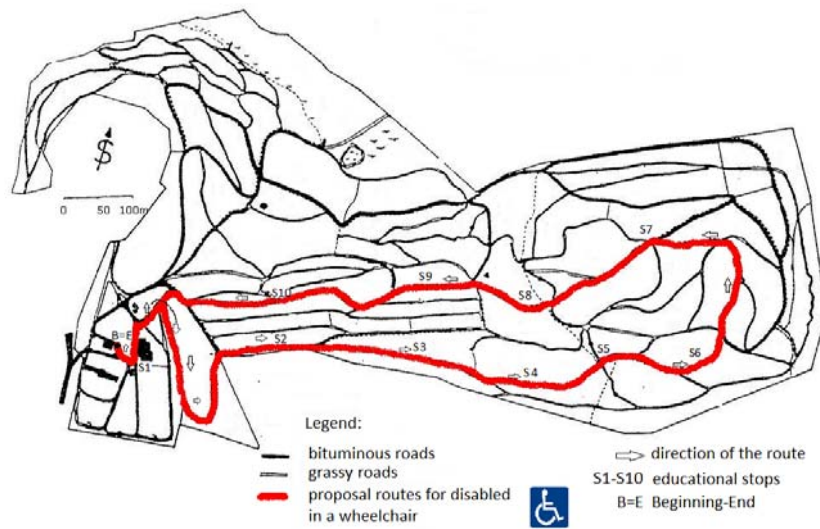 S
0 50 100m
S7
S9
S10
S8
B=E
S1
S2
S3
S5
S6
S4
Legend:
bituminous roads
grassy roads
proposal routes for disabled
in a wheelchair
direction of the route
S1-S10 educational stops
B=E Beginning-End